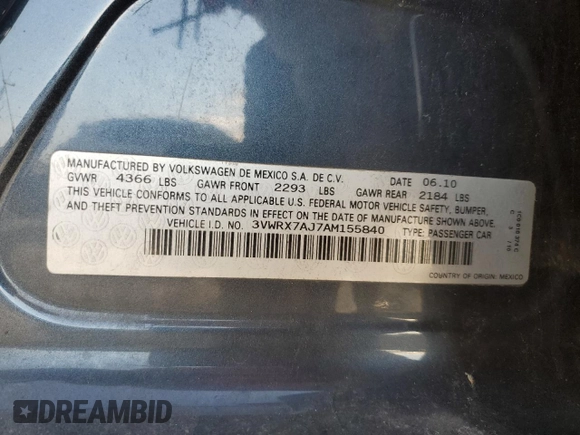 MANUFACTURED BY VOLKSWAGEN DE MEXICO S.A. DE C.V. DATE 06.10
GVWR 4366 LBS GAWR FRONT 2293 LBS GAWR REAR 2184 LBS
THIS VEHICLE CONFORMS TO ALL APPLICABLE U.S. FEDERAL MOTOR VEHICLE SAFETY, BUMPER,
AND THEFT PREVENTION STANDARDS IN EFFECT ON THE DATE OF MANUFACTURE SHOWN ABOVE.
VEHICLE I.D. NO. 3VWRX7AJ7AM155840 TYPE: PASSENGER CAR
COUNTRY OF ORIGIN: MEXICO
DREAMBID